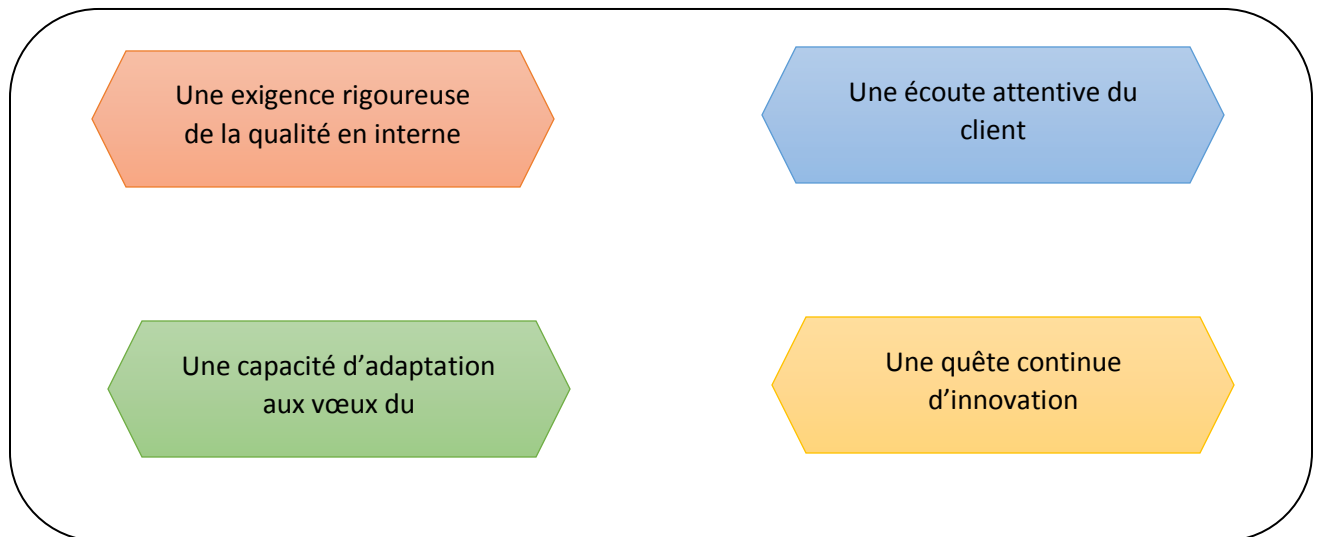 Une exigence rigoureuse
de la qualité en interne
Une écoute attentive du
client
Une capacité d’adaptation
aux vœux du
Une quête continue
d’innovation